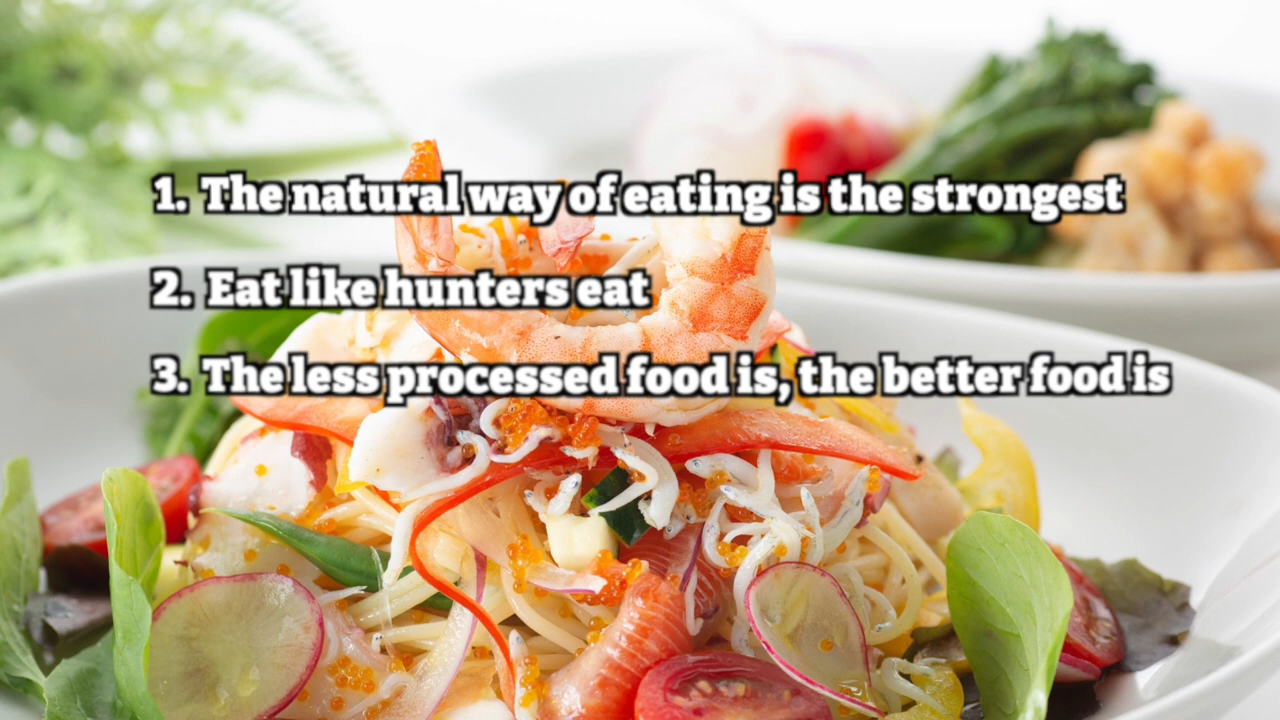 1. The natural way of eating is the strongest
2. Eat like hunters eat
3. The less processed food is, the better food is